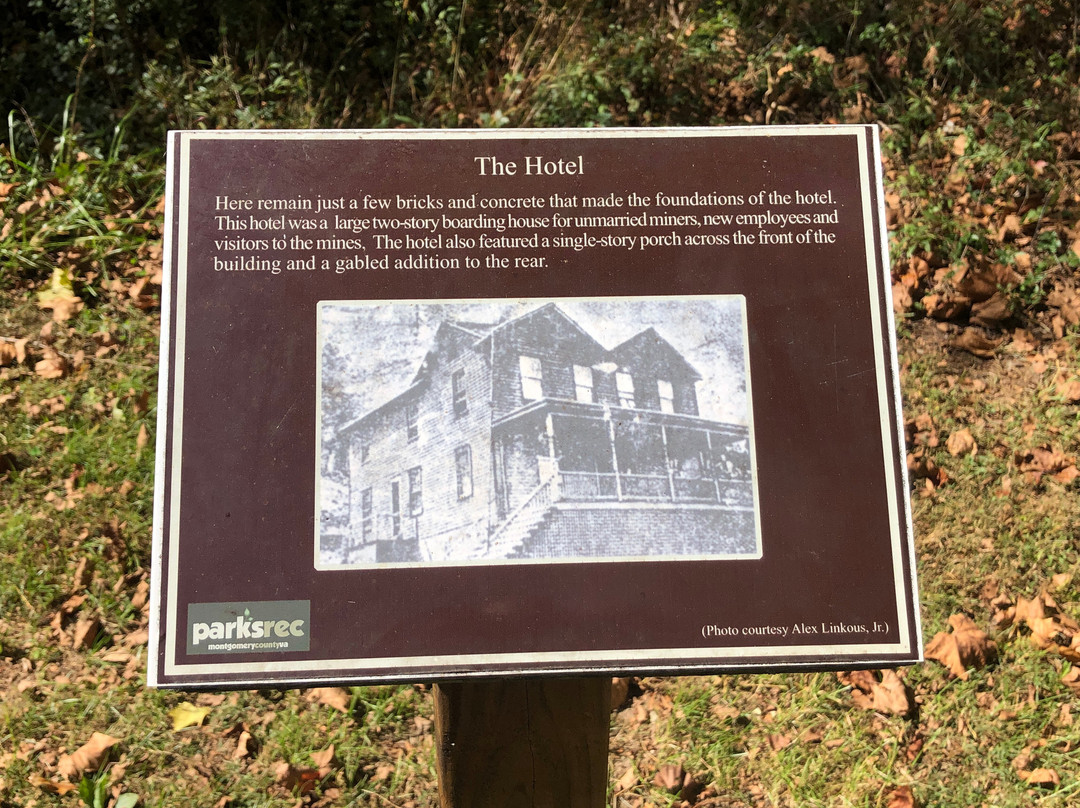 The Hotel
Here remain just a few bricks and concrete that made the foundations of the hotel.
This hotel was a large two-story boarding house for unmarried miners, new employees and
visitors to the mines. The hotel also featured a single-story porch across the front of the
building and a gabled addition to the rear.
parksrec
montgomerycountyva
(Photo courtesy Alex Linkous, Jr.)